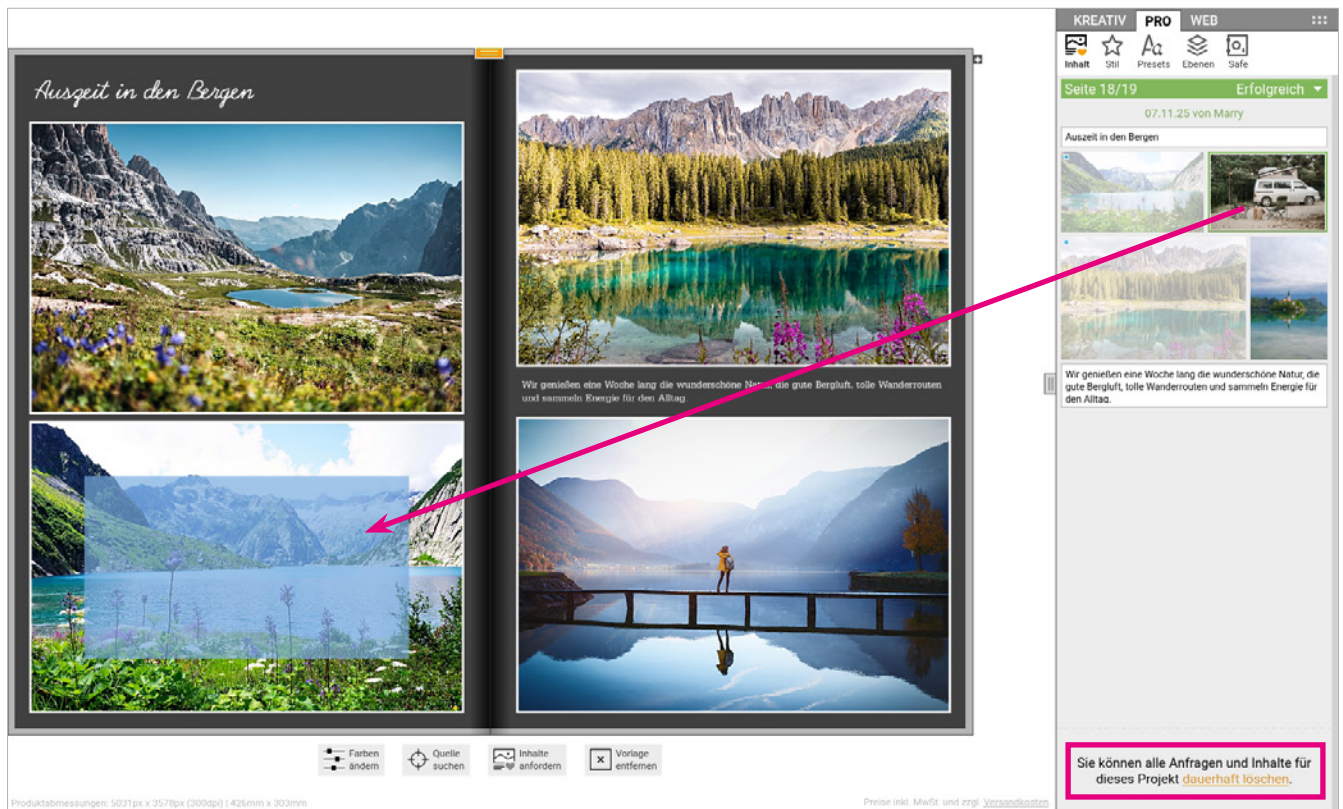 KREATIV PRO WEB
Inhalt Stil Presets Ebenen Safe
Seite 18/19 Erfolgreich
07.11.25 von Marry
Auszeit in den Bergen
Auszeit in den Bergen
Wir genießen eine Woche lang die wunderschöne Natur, die gute Bergluft, tolle Wanderrouten
und sammeln Energie für den Alltag.
Wir genießen eine Woche lang die wunderschöne Natur, die
gute Bergluft, tolle Wanderrouten und sammeln Energie für
den Alltag.
Farben
ändern
Quelle
suchen
Inhalte
anfordern
Vorlage
entfernen
Sie können alle Anfragen und Inhalte für
dieses Projekt dauerhaft löschen.
Produktabmessungen: 5031px x 3578px (300dpi) | 426mm x 303mm
Preise inkl. MwSt. und zzgl. Versandkosten